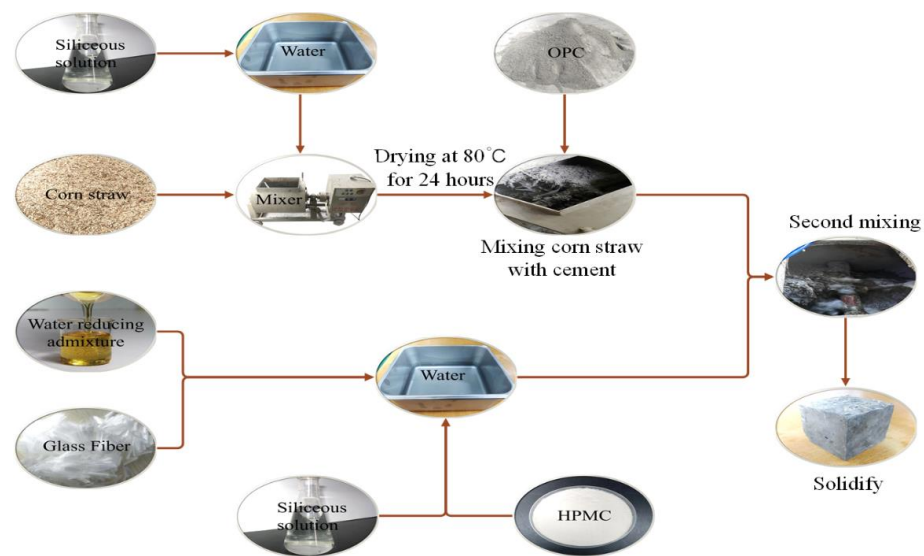 Siliceous
solution
Water
OPC
Corn straw
Mixer
Drying at 80℃
for 24 hours
Mixing corn straw
with cement
Second mixing
Water reducing
admixture
Water
Glass Fiber
Solidify
Siliceous
solution
HPMC